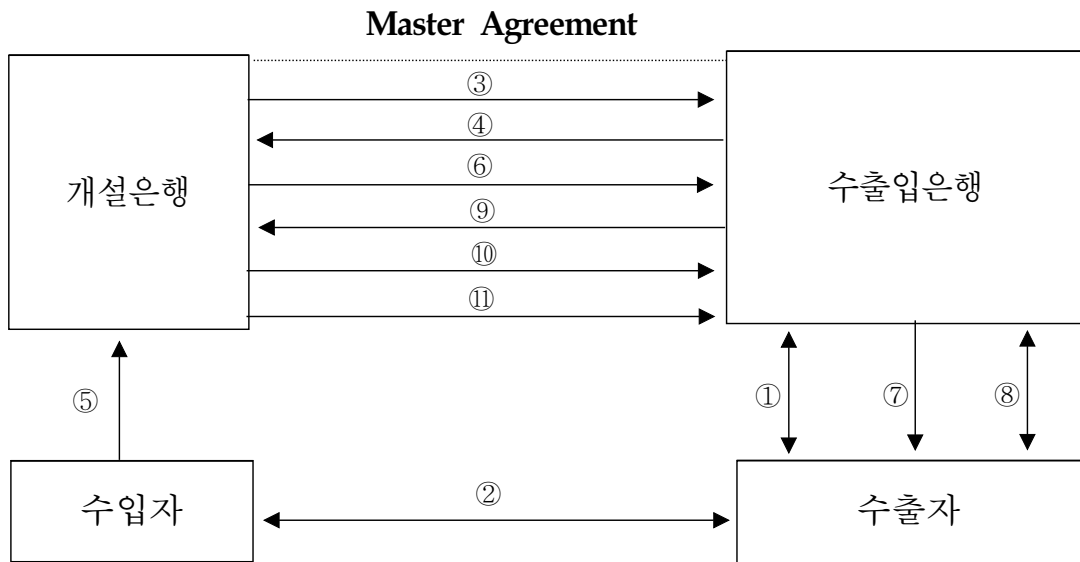 Master Agreement
③
④
⑥
⑨
⑩
⑪
개설은행
수출입은행
⑤
①
⑦
⑧
수입자
②
수출자